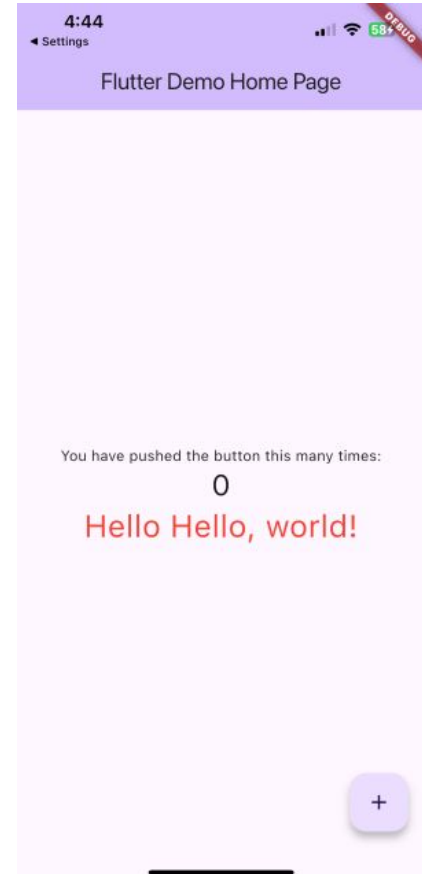 4:44
58
DEBUG
◀ Settings
Flutter Demo Home Page
You have pushed the button this many times:
0
Hello Hello, world!
+